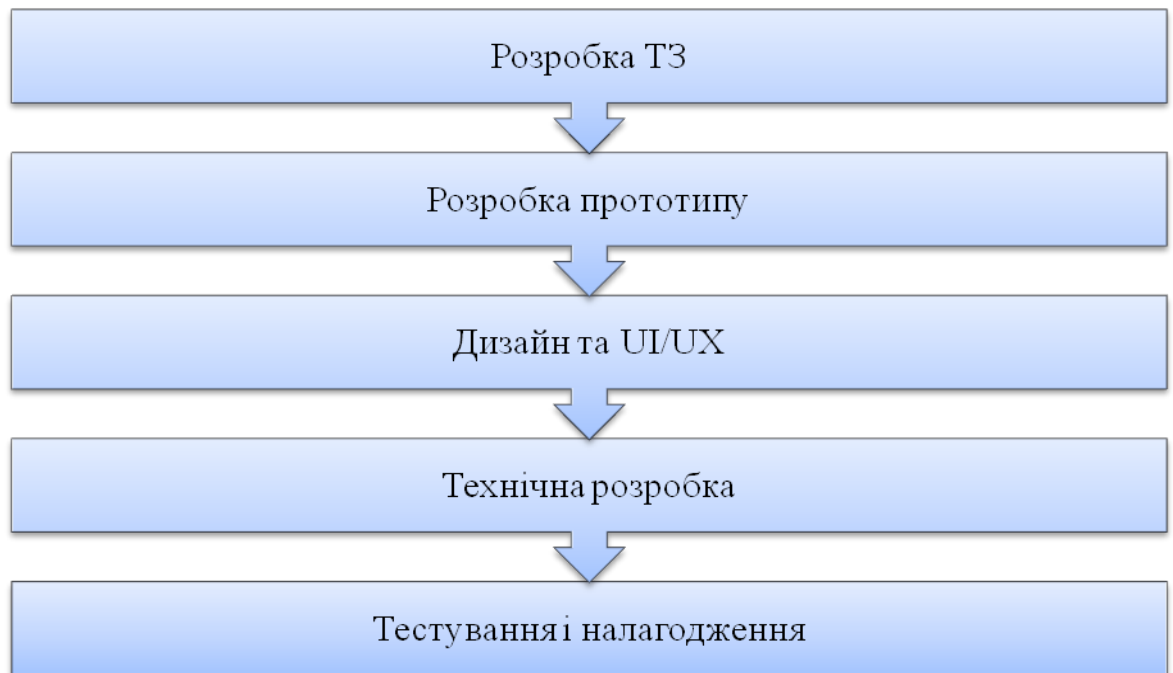 Розробка ТЗ
Розробка прототипу
Дизайн та UI/UX
Технічна розробка
Тестування і налагодження